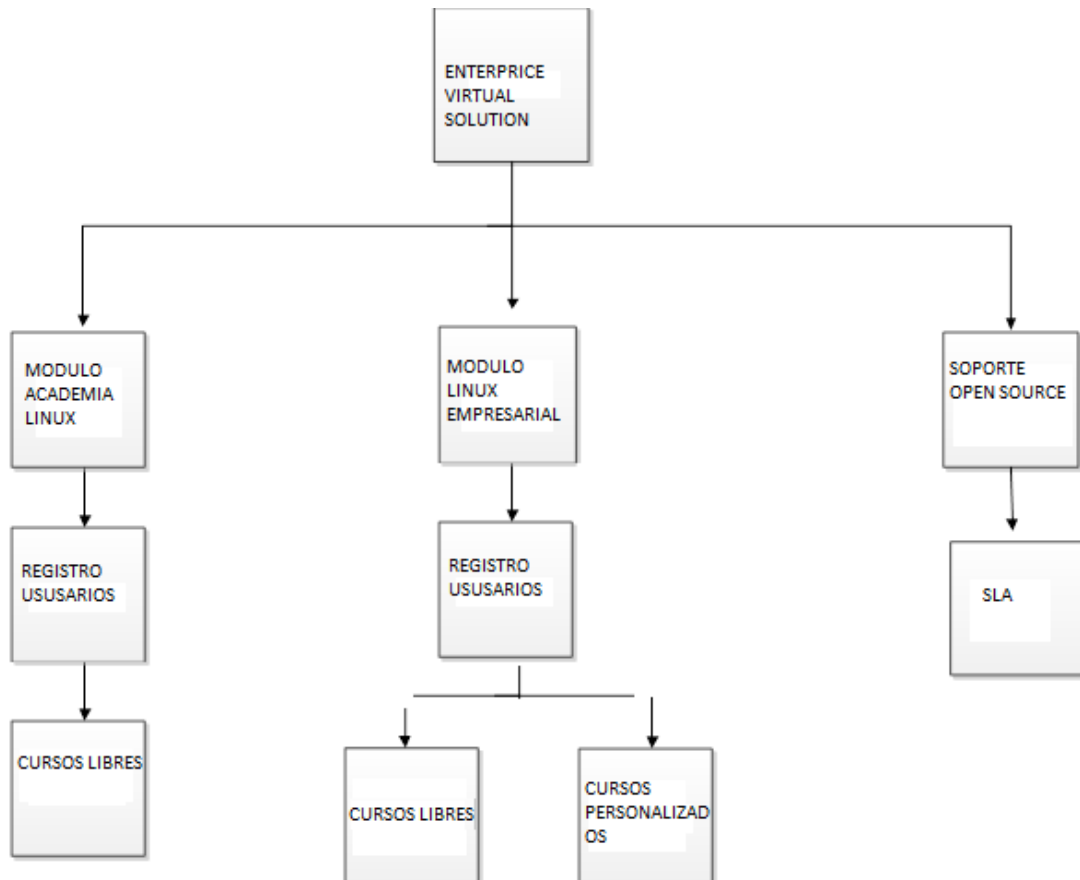 ENTERPRICE
VIRTUAL
SOLUTION
MODULO
ACADEMIA
LINUX
MODULO
LINUX
EMPRESARIAL
SOPORTE
OPEN SOURCE
REGISTRO
USUSARIOS
REGISTRO
USUSARIOS
SLA
CURSOS LIBRES
CURSOS LIBRES
CURSOS
PERSONALIZAD
OS